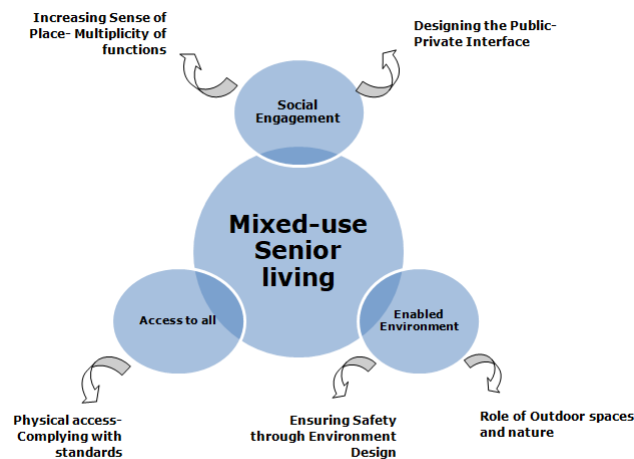 Increasing Sense of
Place- Multiplicity of
functions
Designing the Public-
Private Interface
Social
Engagement
Mixed-use
Senior
living
Access to all
Enabled
Environment
Physical access-
Complying with
standards
Ensuring Safety
through Environment
Design
Role of Outdoor spaces
and nature